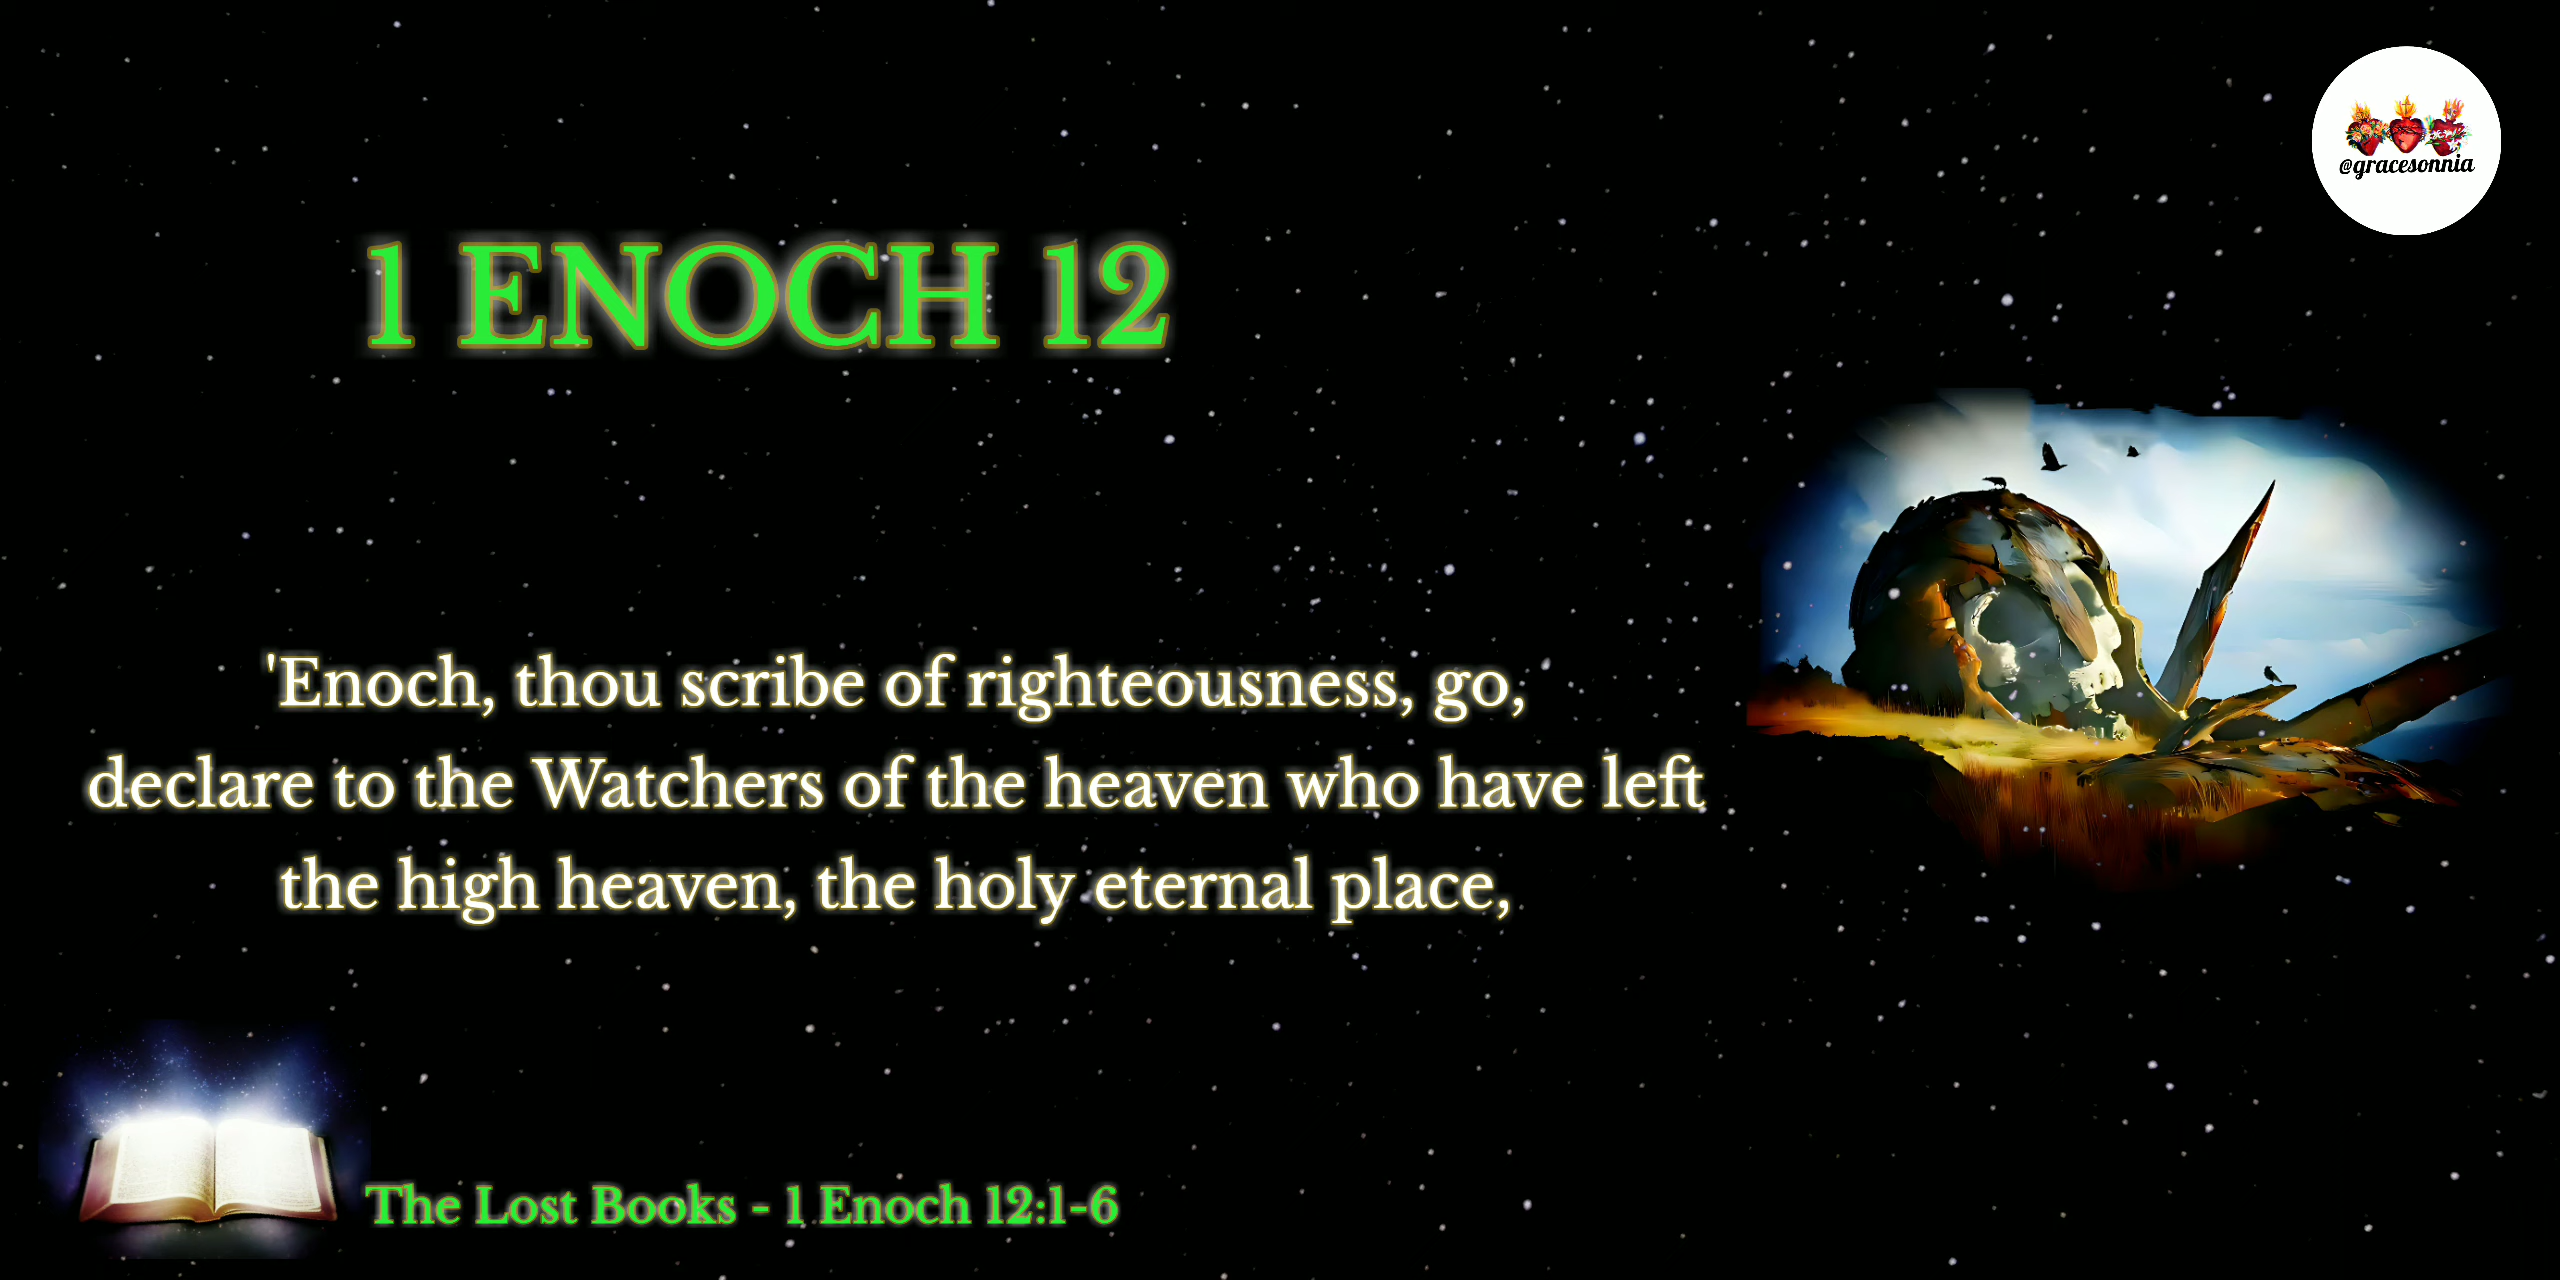 @gracesonnia
1 ENOCH 12
'Enoch, thou scribe of righteousness, go,
declare to the Watchers of the heaven who have left
the high heaven, the holy eternal place,
The Lost Books - 1 Enoch 12:1-6